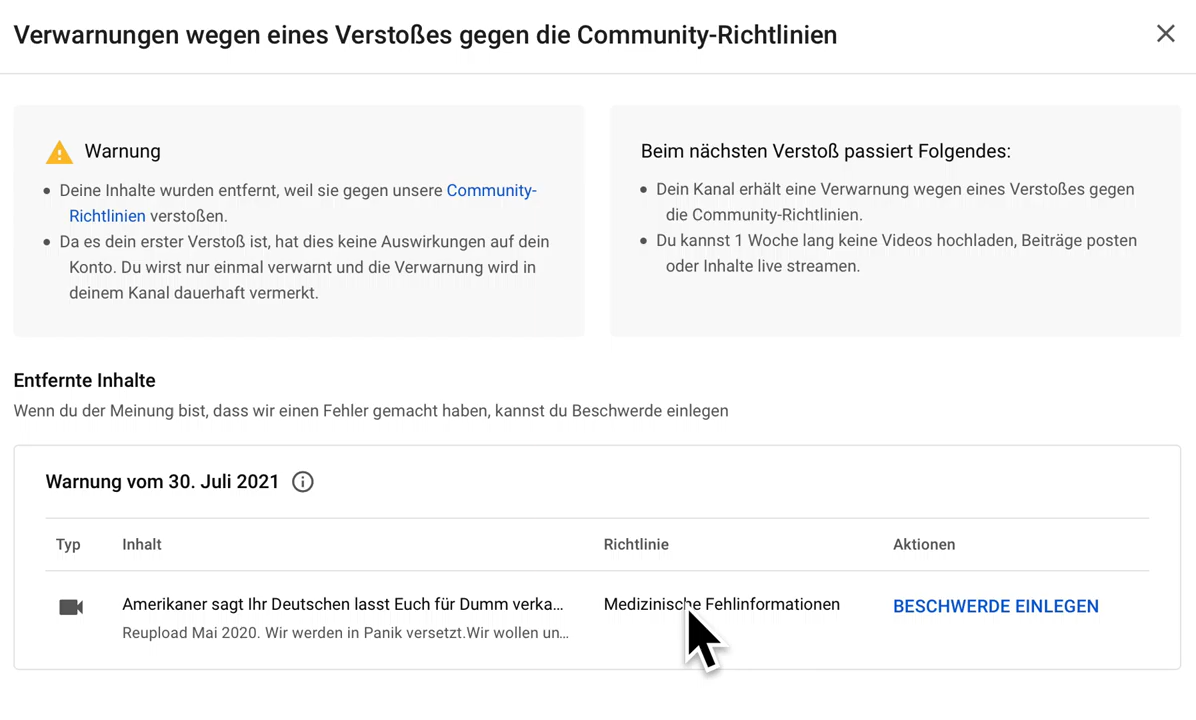 Verwarnungen wegen eines Verstoßes gegen die Community-Richtlinien
Warnung
• Deine Inhalte wurden entfernt, weil sie gegen unsere Community-
Richtlinien verstoßen.
• Da es dein erster Verstoß ist, hat dies keine Auswirkungen auf dein
Konto. Du wirst nur einmal verwarnt und die Verwarnung wird in
deinem Kanal dauerhaft vermerkt.
Beim nächsten Verstoß passiert Folgendes:
• Dein Kanal erhält eine Verwarnung wegen eines Verstoßes gegen
die Community-Richtlinien.
• Du kannst 1 Woche lang keine Videos hochladen, Beiträge posten
oder Inhalte live streamen.
Entfernte Inhalte
Wenn du der Meinung bist, dass wir einen Fehler gemacht haben, kannst du Beschwerde einlegen
Warnung vom 30. Juli 2021
Typ Inhalt Richtlinie Aktionen
Amerikaner sagt Ihr Deutschen lasst Euch für Dumm verka... Medizinische Fehlinformationen BESCHWERDE EINLEGEN
Reupload Mai 2020. Wir werden in Panik versetzt.Wir wollen un...